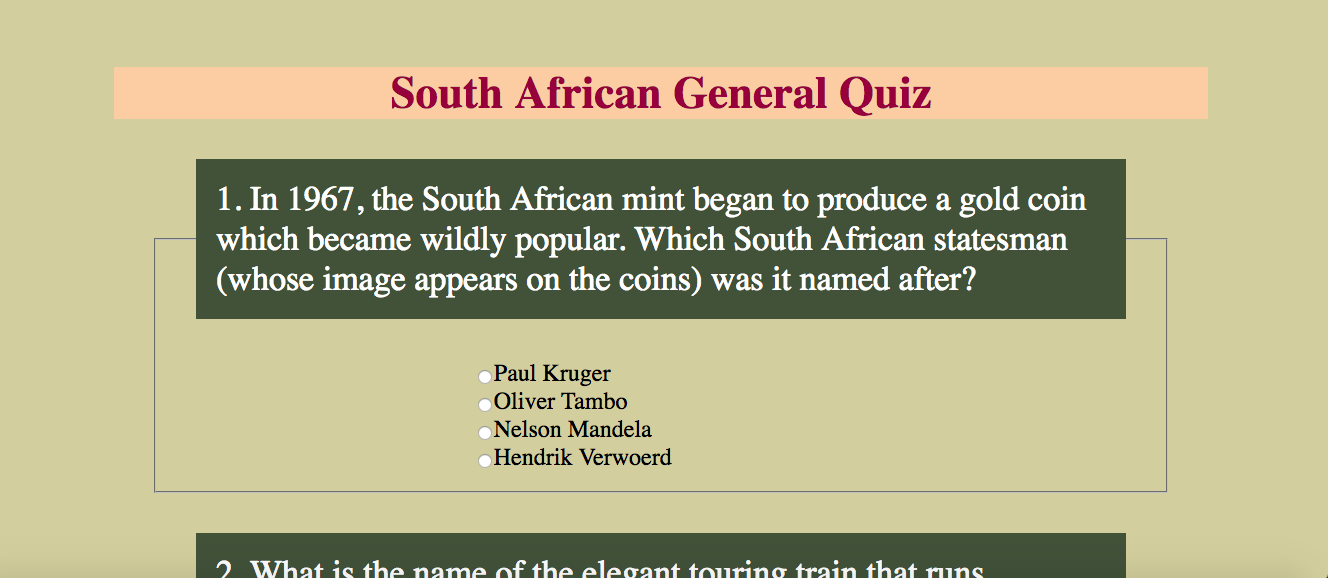 South African General Quiz
1. In 1967, the South African mint began to produce a gold coin
which became wildly popular. Which South African statesman
(whose image appears on the coins) was it named after?
Paul Kruger
Oliver Tambo
Nelson Mandela
Hendrik Verwoerd
2. What is the name of the elegant touring train that runs